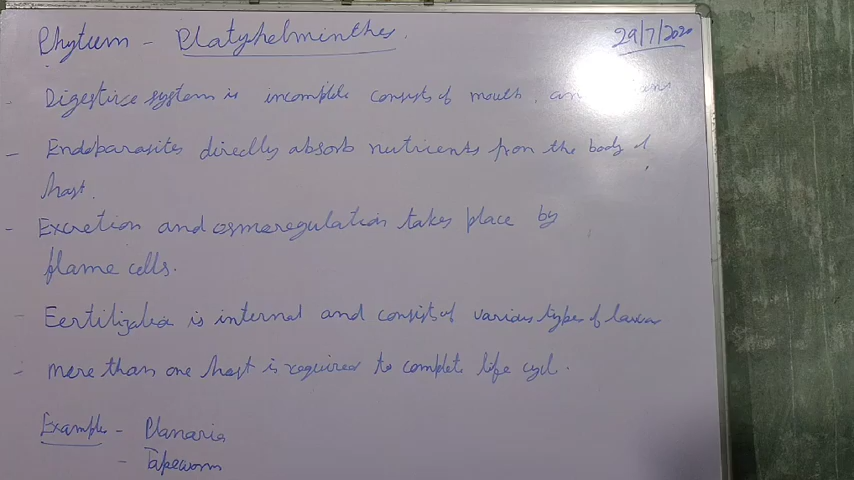 Phylum - Platyhelminthes.
29/7/2020
- Digestive system is incomplete consists of mouth,
- Endoparasites directly absorb nutrients from the body of
host.
- Excretion and osmoregulation takes place by
flame cells.
- Fertilization is internal and consists of various types of larva
- more than one host is required to complete life cycle.
Example - Planaria
- Tapeworm